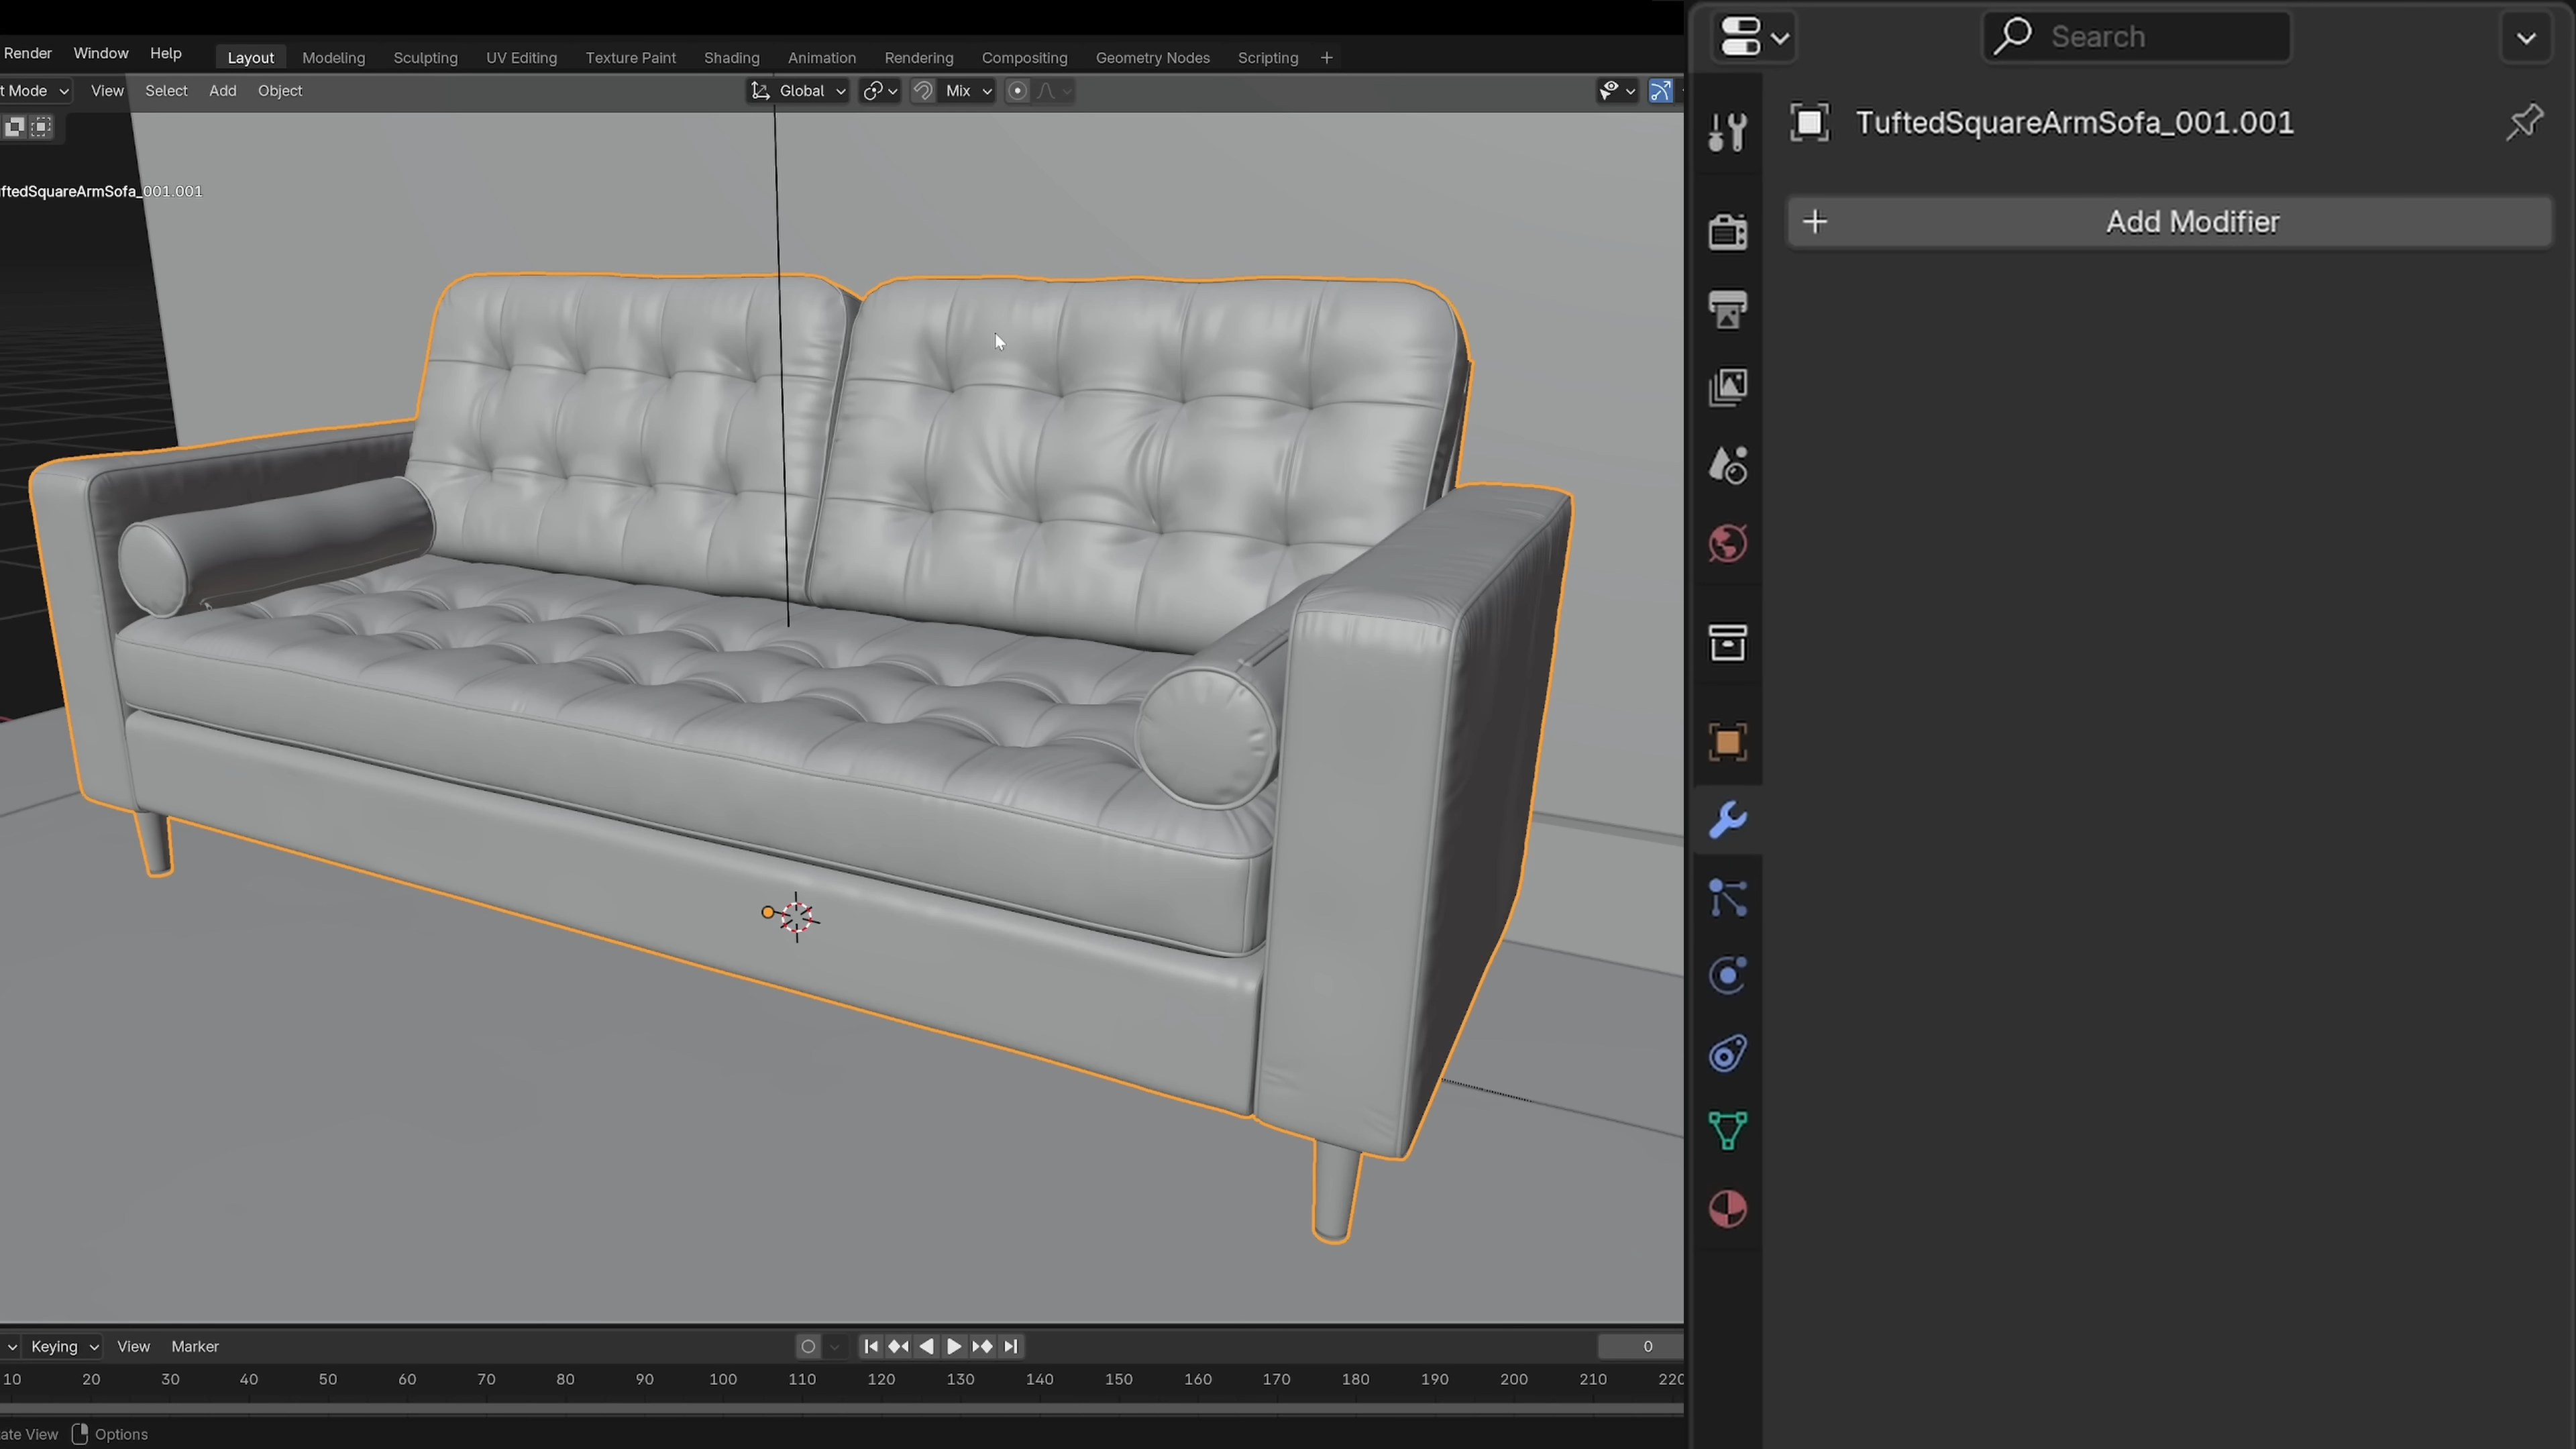 Render Window Help Layout Modeling Sculpting UV Editing Texture Paint Shading Animation Rendering Compositing Geometry Nodes Scripting +
t Mode View Select Add Object Global Mix
ftedSquareArmSofa_001.001
Search
TuftedSquareArmSofa_001.001
+ Add Modifier
Keying View Marker 0
10 20 30 40 50 60 70 80 90 100 110 120 130 140 150 160 170 180 190 200 210 220
ate View Options